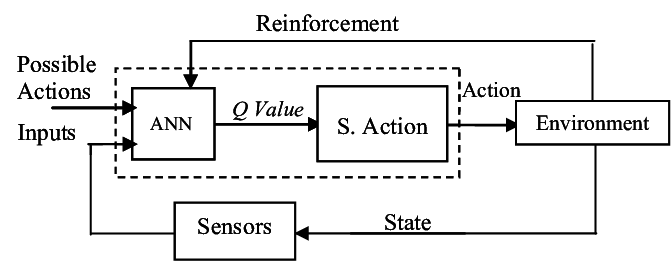 Reinforcement
Possible
Actions
Inputs
ANN
Q Value
S. Action
Action
Environment
Sensors
State